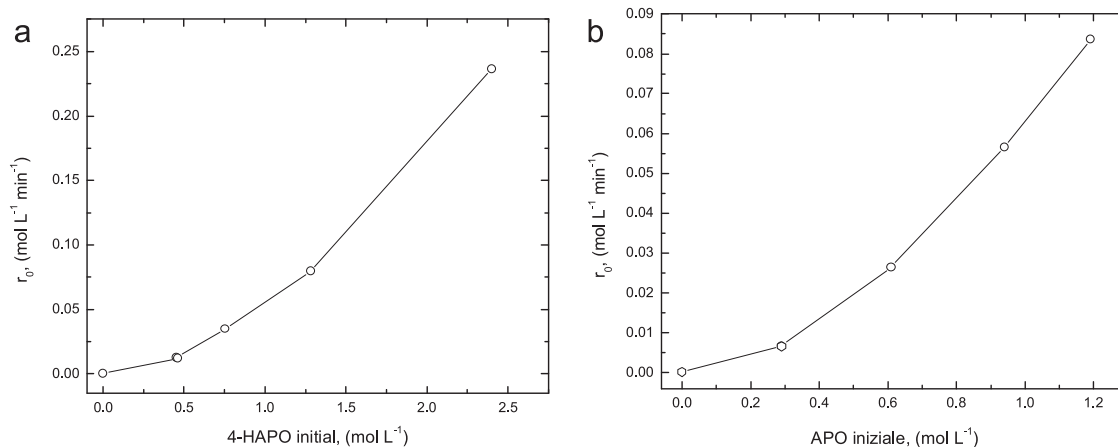 a
0.25
0.20
0.15
0.10
0.05
0.00
r₀, (mol L⁻¹ min⁻¹)
0.0 0.5 1.0 1.5 2.0 2.5
4-HAPO initial, (mol L⁻¹)
b
0.09
0.08
0.07
0.06
0.05
0.04
0.03
0.02
0.01
0.00
r₀, (mol L⁻¹ min⁻¹)
0.0 0.2 0.4 0.6 0.8 1.0 1.2
APO iniziale, (mol L⁻¹)